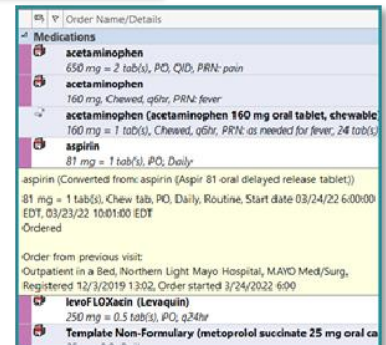 Order Name/Details
Medications
acetaminophen
650 mg = 2 tab(s), PO, QID, PRN: pain
acetaminophen
160 mg, Chewed, q6hr, PRN: fever
acetaminophen (acetaminophen 160 mg oral tablet, chewable
160 mg = 1 tab(s), Chewed, q6hr, PRN: as needed for fever, 24 tab(s)
aspirin
81 mg = 1 tab(s), PO, Daily
aspirin (Converted from: aspirin (Aspir 81 oral delayed release tablet))
81 mg = 1 tab(s), Chew tab, PO, Daily, Routine, Start date 03/24/22 6:00:00
EDT, 03/23/22 10:01:00 EDT
Ordered
Order from previous visit:
Outpatient in a Bed, Northern Light Mayo Hospital, MAYO Med/Surg,
Registered 12/3/2019 13:02, Order started 3/24/2022 6:00
levoFLOXacin (Levaquin)
250 mg = 0.5 tab(s), PO, q24hr
Template Non-Formulary (metoprolol succinate 25 mg oral ca